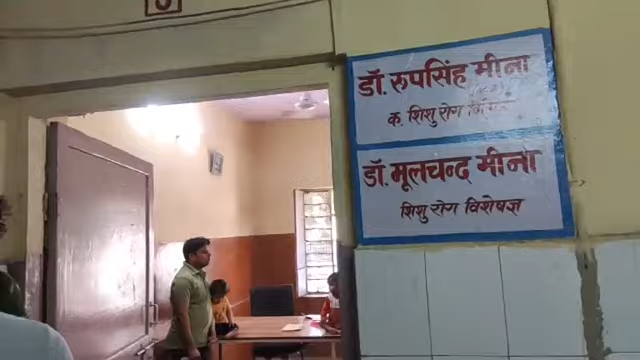 डॉ. रुपसिंह मीना
क. शिशु रोग
डॉ. मूलचन्द मीना
शिशु रोग विशेषज्ञ